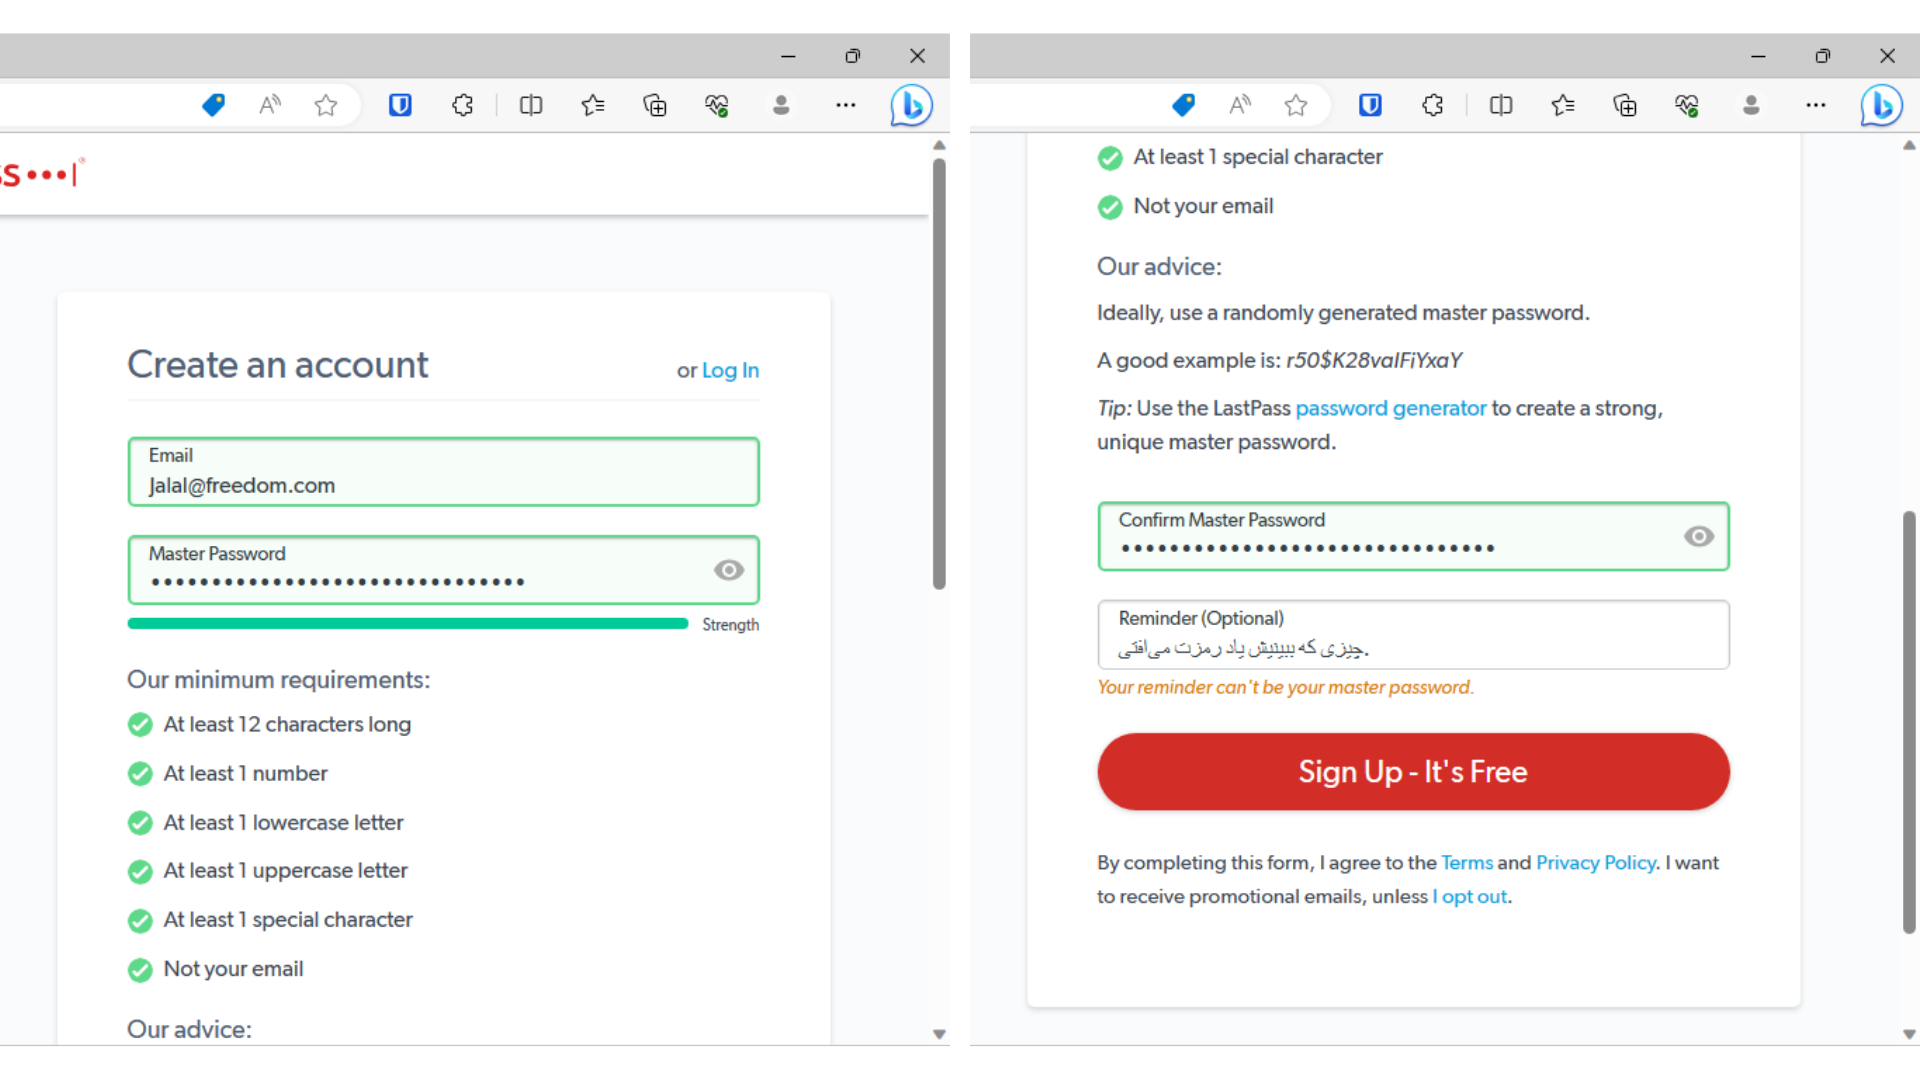 ss •••|®
Create an account
or Log In
Email
Jalal@freedom.com
Master Password
•••••••••••••••••••••••••••••••
Strength
Our minimum requirements:
At least 12 characters long
At least 1 number
At least 1 lowercase letter
At least 1 uppercase letter
At least 1 special character
Not your email
Our advice:
At least 1 special character
Not your email
Our advice:
Ideally, use a randomly generated master password.
A good example is: r50$K28vaIFiYxaY
Tip: Use the LastPass password generator to create a strong,
unique master password.
Confirm Master Password
•••••••••••••••••••••••••••••••
Reminder (Optional)
چیزی که ببینیش یاد رمزت می‌افتی.
Your reminder can't be your master password.
Sign Up - It's Free
By completing this form, I agree to the Terms and Privacy Policy. I want
to receive promotional emails, unless I opt out.